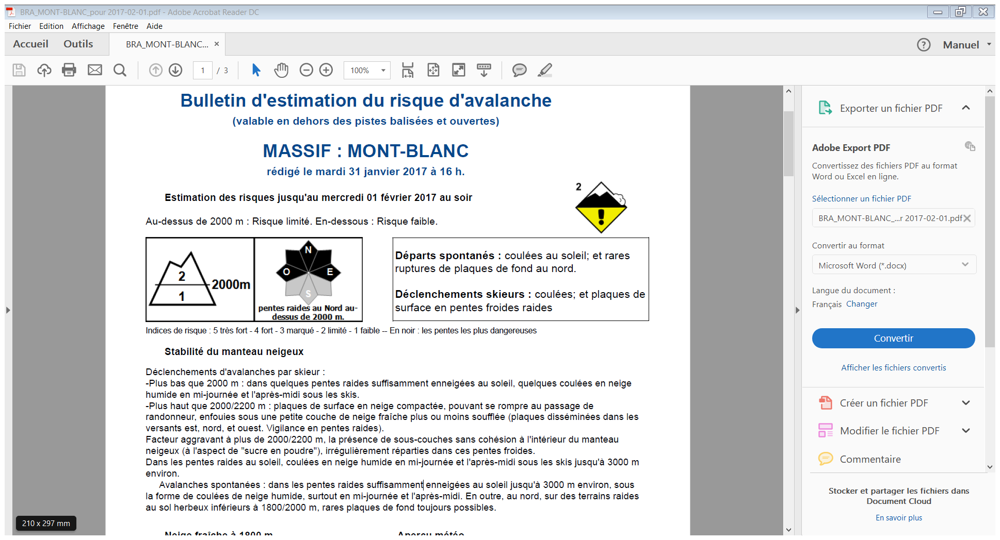 BRA_MONT-BLANC_pour 2017-02-01.pdf - Adobe Acrobat Reader DC
Fichier Edition Affichage Fenêtre Aide
Accueil Outils BRA_MONT-BLANC... × ? Manuel
1 / 3 100%
Bulletin d'estimation du risque d'avalanche
(valable en dehors des pistes balisées et ouvertes)
MASSIF : MONT-BLANC
rédigé le mardi 31 janvier 2017 à 16 h.
Estimation des risques jusqu'au mercredi 01 février 2017 au soir
2
!
Au-dessus de 2000 m : Risque limité. En-dessous : Risque faible.
2
1
2000m
N
O E
S
pentes raides au Nord au-
dessus de 2000 m.
Départs spontanés : coulées au soleil; et rares
ruptures de plaques de fond au nord.
Déclenchements skieurs : coulées; et plaques de
surface en pentes froides raides
Indices de risque : 5 très fort - 4 fort - 3 marqué - 2 limité - 1 faible -- En noir : les pentes les plus dangereuses
Stabilité du manteau neigeux
Déclenchements d'avalanches par skieur :
-Plus bas que 2000 m : dans quelques pentes raides suffisamment enneigées au soleil, quelques coulées en neige
humide en mi-journée et l'après-midi sous les skis.
-Plus haut que 2000/2200 m : plaques de surface en neige compactée, pouvant se rompre au passage de
randonneur, enfouies sous une petite couche de neige fraîche plus ou moins soufflée (plaques disséminées dans les
versants est, nord, et ouest. Vigilance en pentes raides).
Facteur aggravant à plus de 2000/2200 m, la présence de sous-couches sans cohésion à l'intérieur du manteau
neigeux (à l'aspect de "sucre en poudre"), irrégulièrement réparties dans ces pentes froides.
Dans les pentes raides au soleil, coulées en neige humide en mi-journée et l'après-midi sous les skis jusqu'à 3000 m
environ.
Avalanches spontanées : dans les pentes raides suffisamment enneigées au soleil jusqu'à 3000 m environ, sous
la forme de coulées de neige humide, surtout en mi-journée et l'après-midi. En outre, au nord, sur des terrains raides
au sol herbeux inférieurs à 1800/2000 m, rares plaques de fond toujours possibles.
Neige fraîche à 1800 m
Aperçu météo
210 x 297 mm
Exporter un fichier PDF
Adobe Export PDF
Convertissez des fichiers PDF au format
Word ou Excel en ligne.
Sélectionner un fichier PDF
BRA_MONT-BLANC_...r 2017-02-01.pdf
Convertir au format
Microsoft Word (*.docx)
Langue du document :
Français Changer
Convertir
Afficher les fichiers convertis
Créer un fichier PDF
Modifier le fichier PDF
Commentaire
Stocker et partager les fichiers dans
Document Cloud
En savoir plus